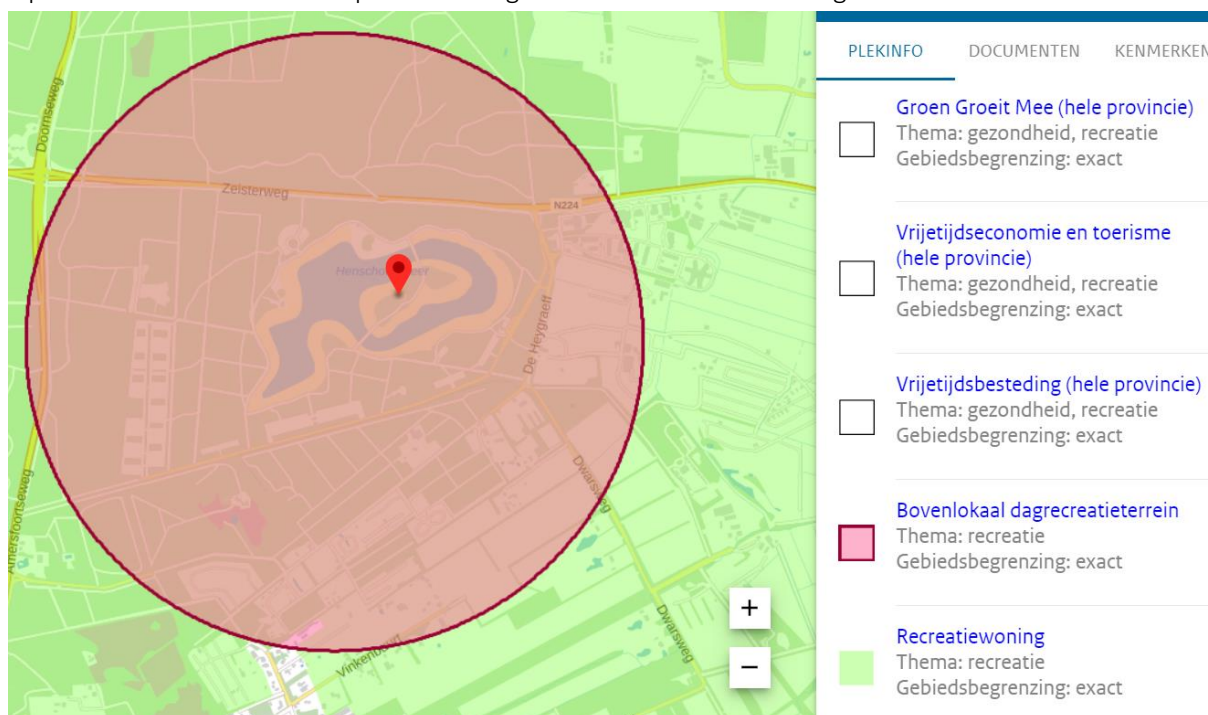 PLEKINFO DOCUMENTEN KENMERKEN
Groen Groeit Mee (hele provincie)
Thema: gezondheid, recreatie
Gebiedsbegrenzing: exact
Vrijetijdseconomie en toerisme
(hele provincie)
Thema: gezondheid, recreatie
Gebiedsbegrenzing: exact
Vrijetijdsbesteding (hele provincie)
Thema: gezondheid, recreatie
Gebiedsbegrenzing: exact
Bovenlokaal dagrecreatieterrein
Thema: recreatie
Gebiedsbegrenzing: exact
Recreatiewoning
Thema: recreatie
Gebiedsbegrenzing: exact
Doornseweg
Zeisterweg
N224
De Heygraeff
Amersfoortseweg
Dwarsweg
Dwarsweg
Vinkenbuurt
+
−